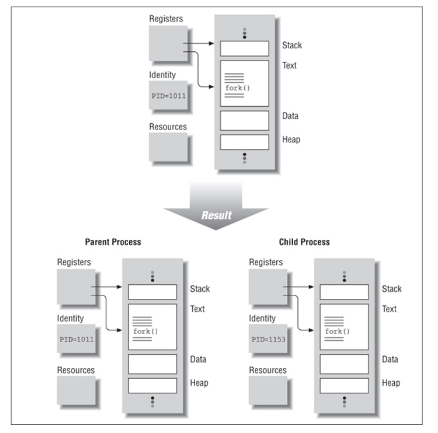 Registers
Stack
Text
Identity
fork()
PID=1011
Data
Resources
Heap
Result
Parent Process
Registers
Stack
Text
Identity
fork()
PID=1011
Data
Resources
Heap
Child Process
Registers
Stack
Text
Identity
fork()
PID=1153
Data
Resources
Heap